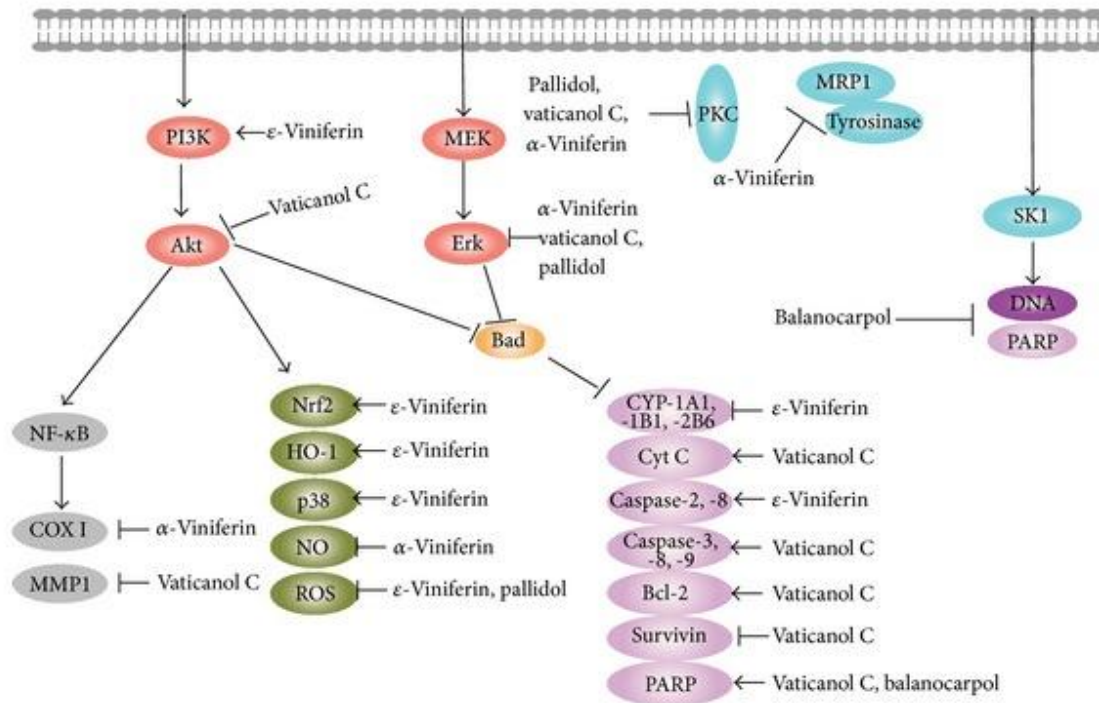 MRP1
Pallidol,
vaticanol C,
α-Viniferin
PKC
Tyrosinase
PI3K
ε-Viniferin
MEK
α-Viniferin
Vaticanol C
α-Viniferin
vaticanol C,
pallidol
SK1
Akt
Erk
DNA
Balanocarpol
PARP
Bad
Nrf2
ε-Viniferin
CYP-1A1,
-1B1, -2B6
ε-Viniferin
NF-κB
HO-1
ε-Viniferin
Cyt C
Vaticanol C
p38
ε-Viniferin
Caspase-2, -8
ε-Viniferin
COX I
α-Viniferin
NO
α-Viniferin
Caspase-3,
-8, -9
Vaticanol C
MMP1
Vaticanol C
ROS
ε-Viniferin, pallidol
Bcl-2
Vaticanol C
Survivin
Vaticanol C
PARP
Vaticanol C, balanocarpol